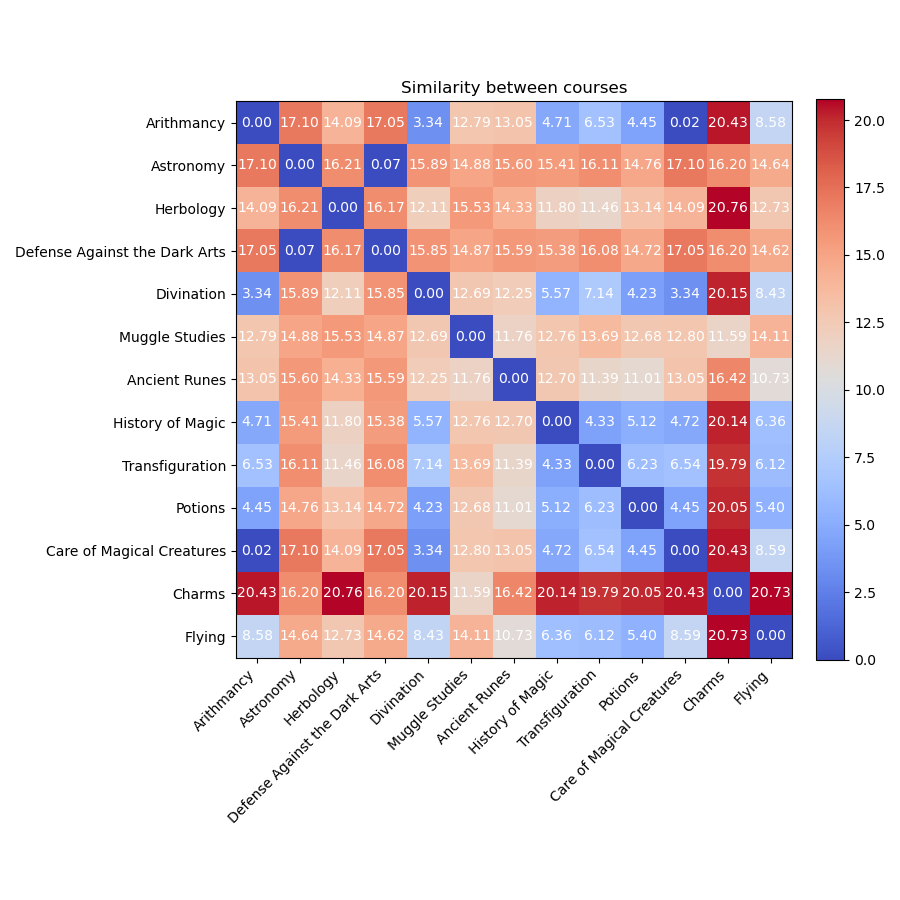 Similarity between courses
Arithmancy 0.00 17.10 14.09 17.05 3.34 12.79 13.05 4.71 6.53 4.45 0.02 20.43 8.58
Astronomy 17.10 0.00 16.21 0.07 15.89 14.88 15.60 15.41 16.11 14.76 17.10 16.20 14.64
Herbology 14.09 16.21 0.00 16.17 12.11 15.53 14.33 11.80 11.46 13.14 14.09 20.76 12.73
Defense Against the Dark Arts 17.05 0.07 16.17 0.00 15.85 14.87 15.59 15.38 16.08 14.72 17.05 16.20 14.62
Divination 3.34 15.89 12.11 15.85 0.00 12.69 12.25 5.57 7.14 4.23 3.34 20.15 8.43
Muggle Studies 12.79 14.88 15.53 14.87 12.69 0.00 11.76 12.76 13.69 12.68 12.80 11.59 14.11
Ancient Runes 13.05 15.60 14.33 15.59 12.25 11.76 0.00 12.70 11.39 11.01 13.05 16.42 10.73
History of Magic 4.71 15.41 11.80 15.38 5.57 12.76 12.70 0.00 4.33 5.12 4.72 20.14 6.36
Transfiguration 6.53 16.11 11.46 16.08 7.14 13.69 11.39 4.33 0.00 6.23 6.54 19.79 6.12
Potions 4.45 14.76 13.14 14.72 4.23 12.68 11.01 5.12 6.23 0.00 4.45 20.05 5.40
Care of Magical Creatures 0.02 17.10 14.09 17.05 3.34 12.80 13.05 4.72 6.54 4.45 0.00 20.43 8.59
Charms 20.43 16.20 20.76 16.20 20.15 11.59 16.42 20.14 19.79 20.05 20.43 0.00 20.73
Flying 8.58 14.64 12.73 14.62 8.43 14.11 10.73 6.36 6.12 5.40 8.59 20.73 0.00
Arithmancy
Astronomy
Herbology
Defense Against the Dark Arts
Divination
Muggle Studies
Ancient Runes
History of Magic
Transfiguration
Potions
Care of Magical Creatures
Charms
Flying
20.0
17.5
15.0
12.5
10.0
7.5
5.0
2.5
0.0